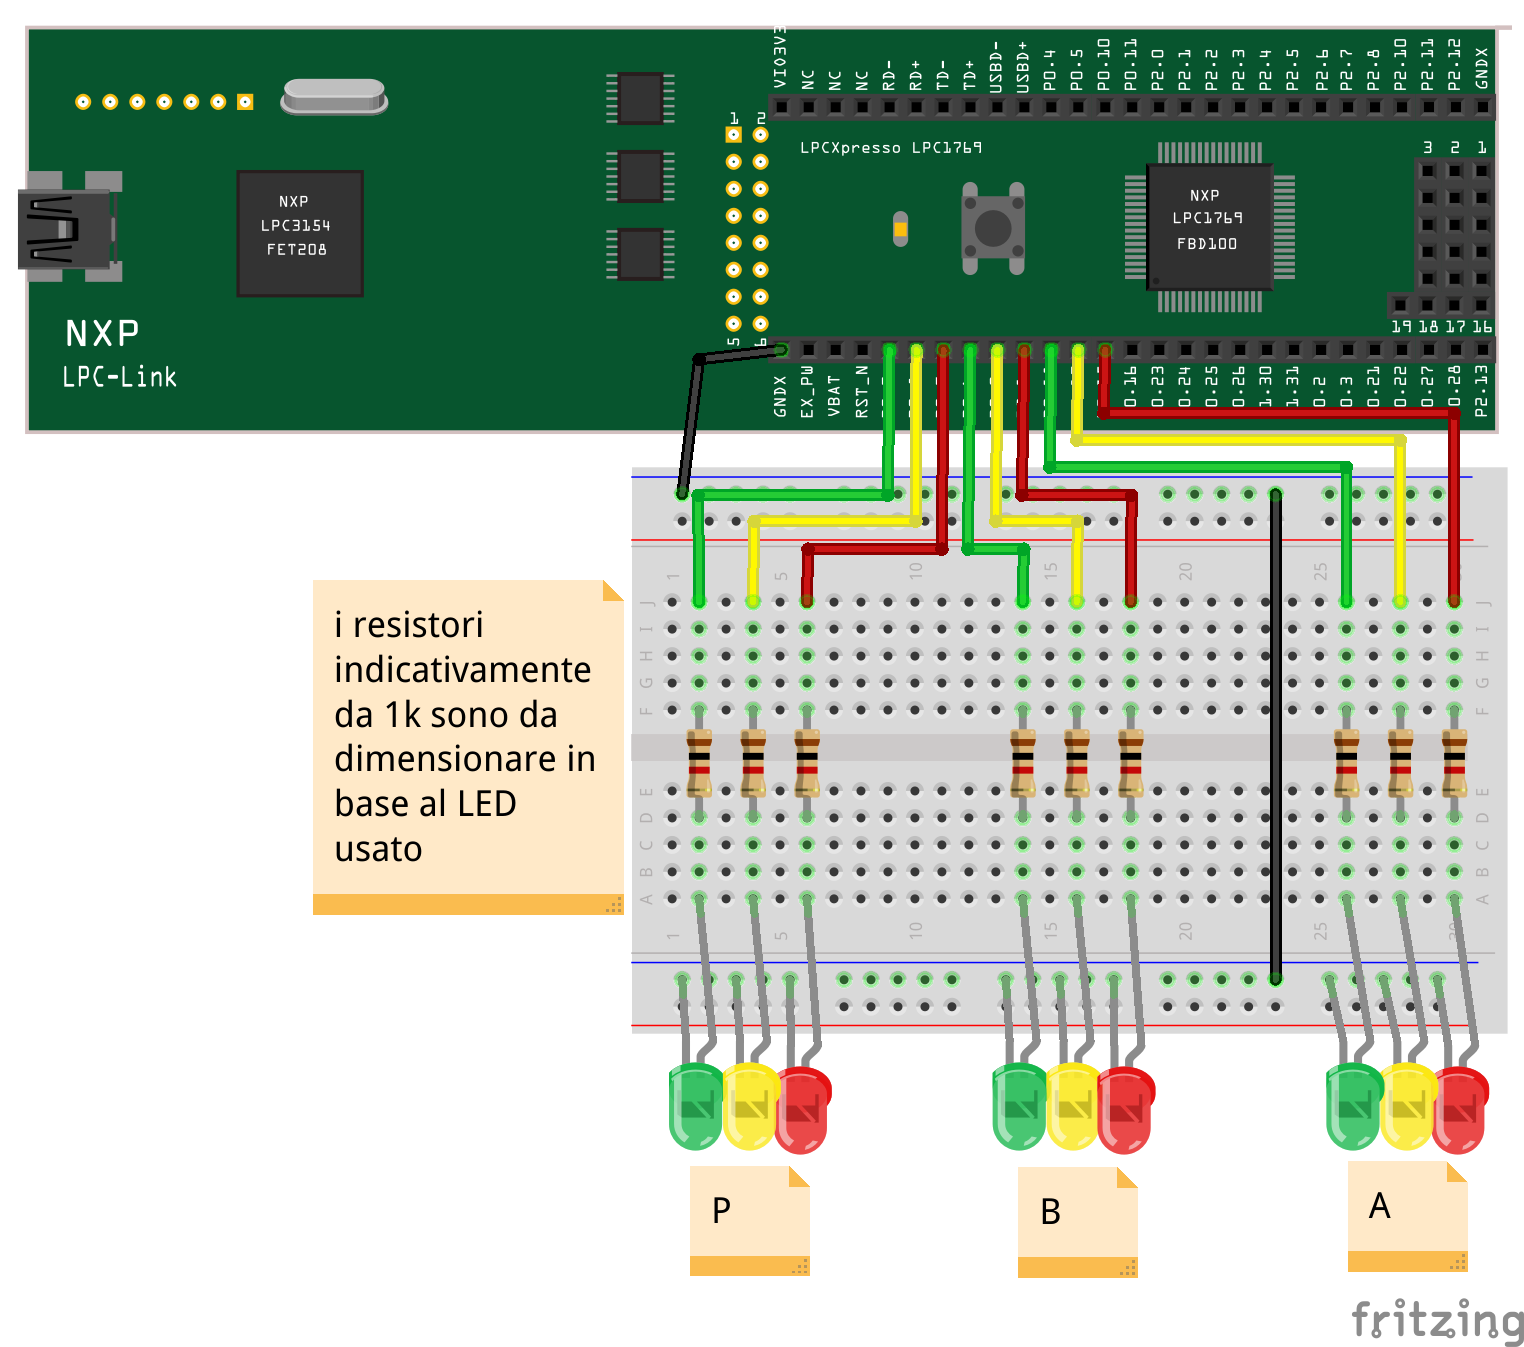 VIO3V3 NC NC NC RD- RD+ TD- TD+ USBD- USBD+ P0.4 P0.5 P0.10 P0.11 P2.0 P2.1 P2.2 P2.3 P2.4 P2.5 P2.6 P2.7 P2.8 P2.10 P2.11 P2.12 GNDX
1 2
LPCXpresso LPC1769
3 2 1
NXP
LPC3154
FET208
NXP
LPC1769
FBD100
NXP
LPC-Link
5 6
19 18 17 16
GNDX EX_PW VBAT RST_N 0.16 0.23 0.24 0.25 0.26 1.30 1.31 0.2 0.3 0.21 0.22 0.27 0.28 P2.13
1 5 10 15 20 25
J J
I I
H H
G G
F F
E E
D D
C C
B B
A A
1 5 10 15 20 25
i resistori
indicativamente
da 1k sono da
dimensionare in
base al LED
usato
P
B
A
fritzing